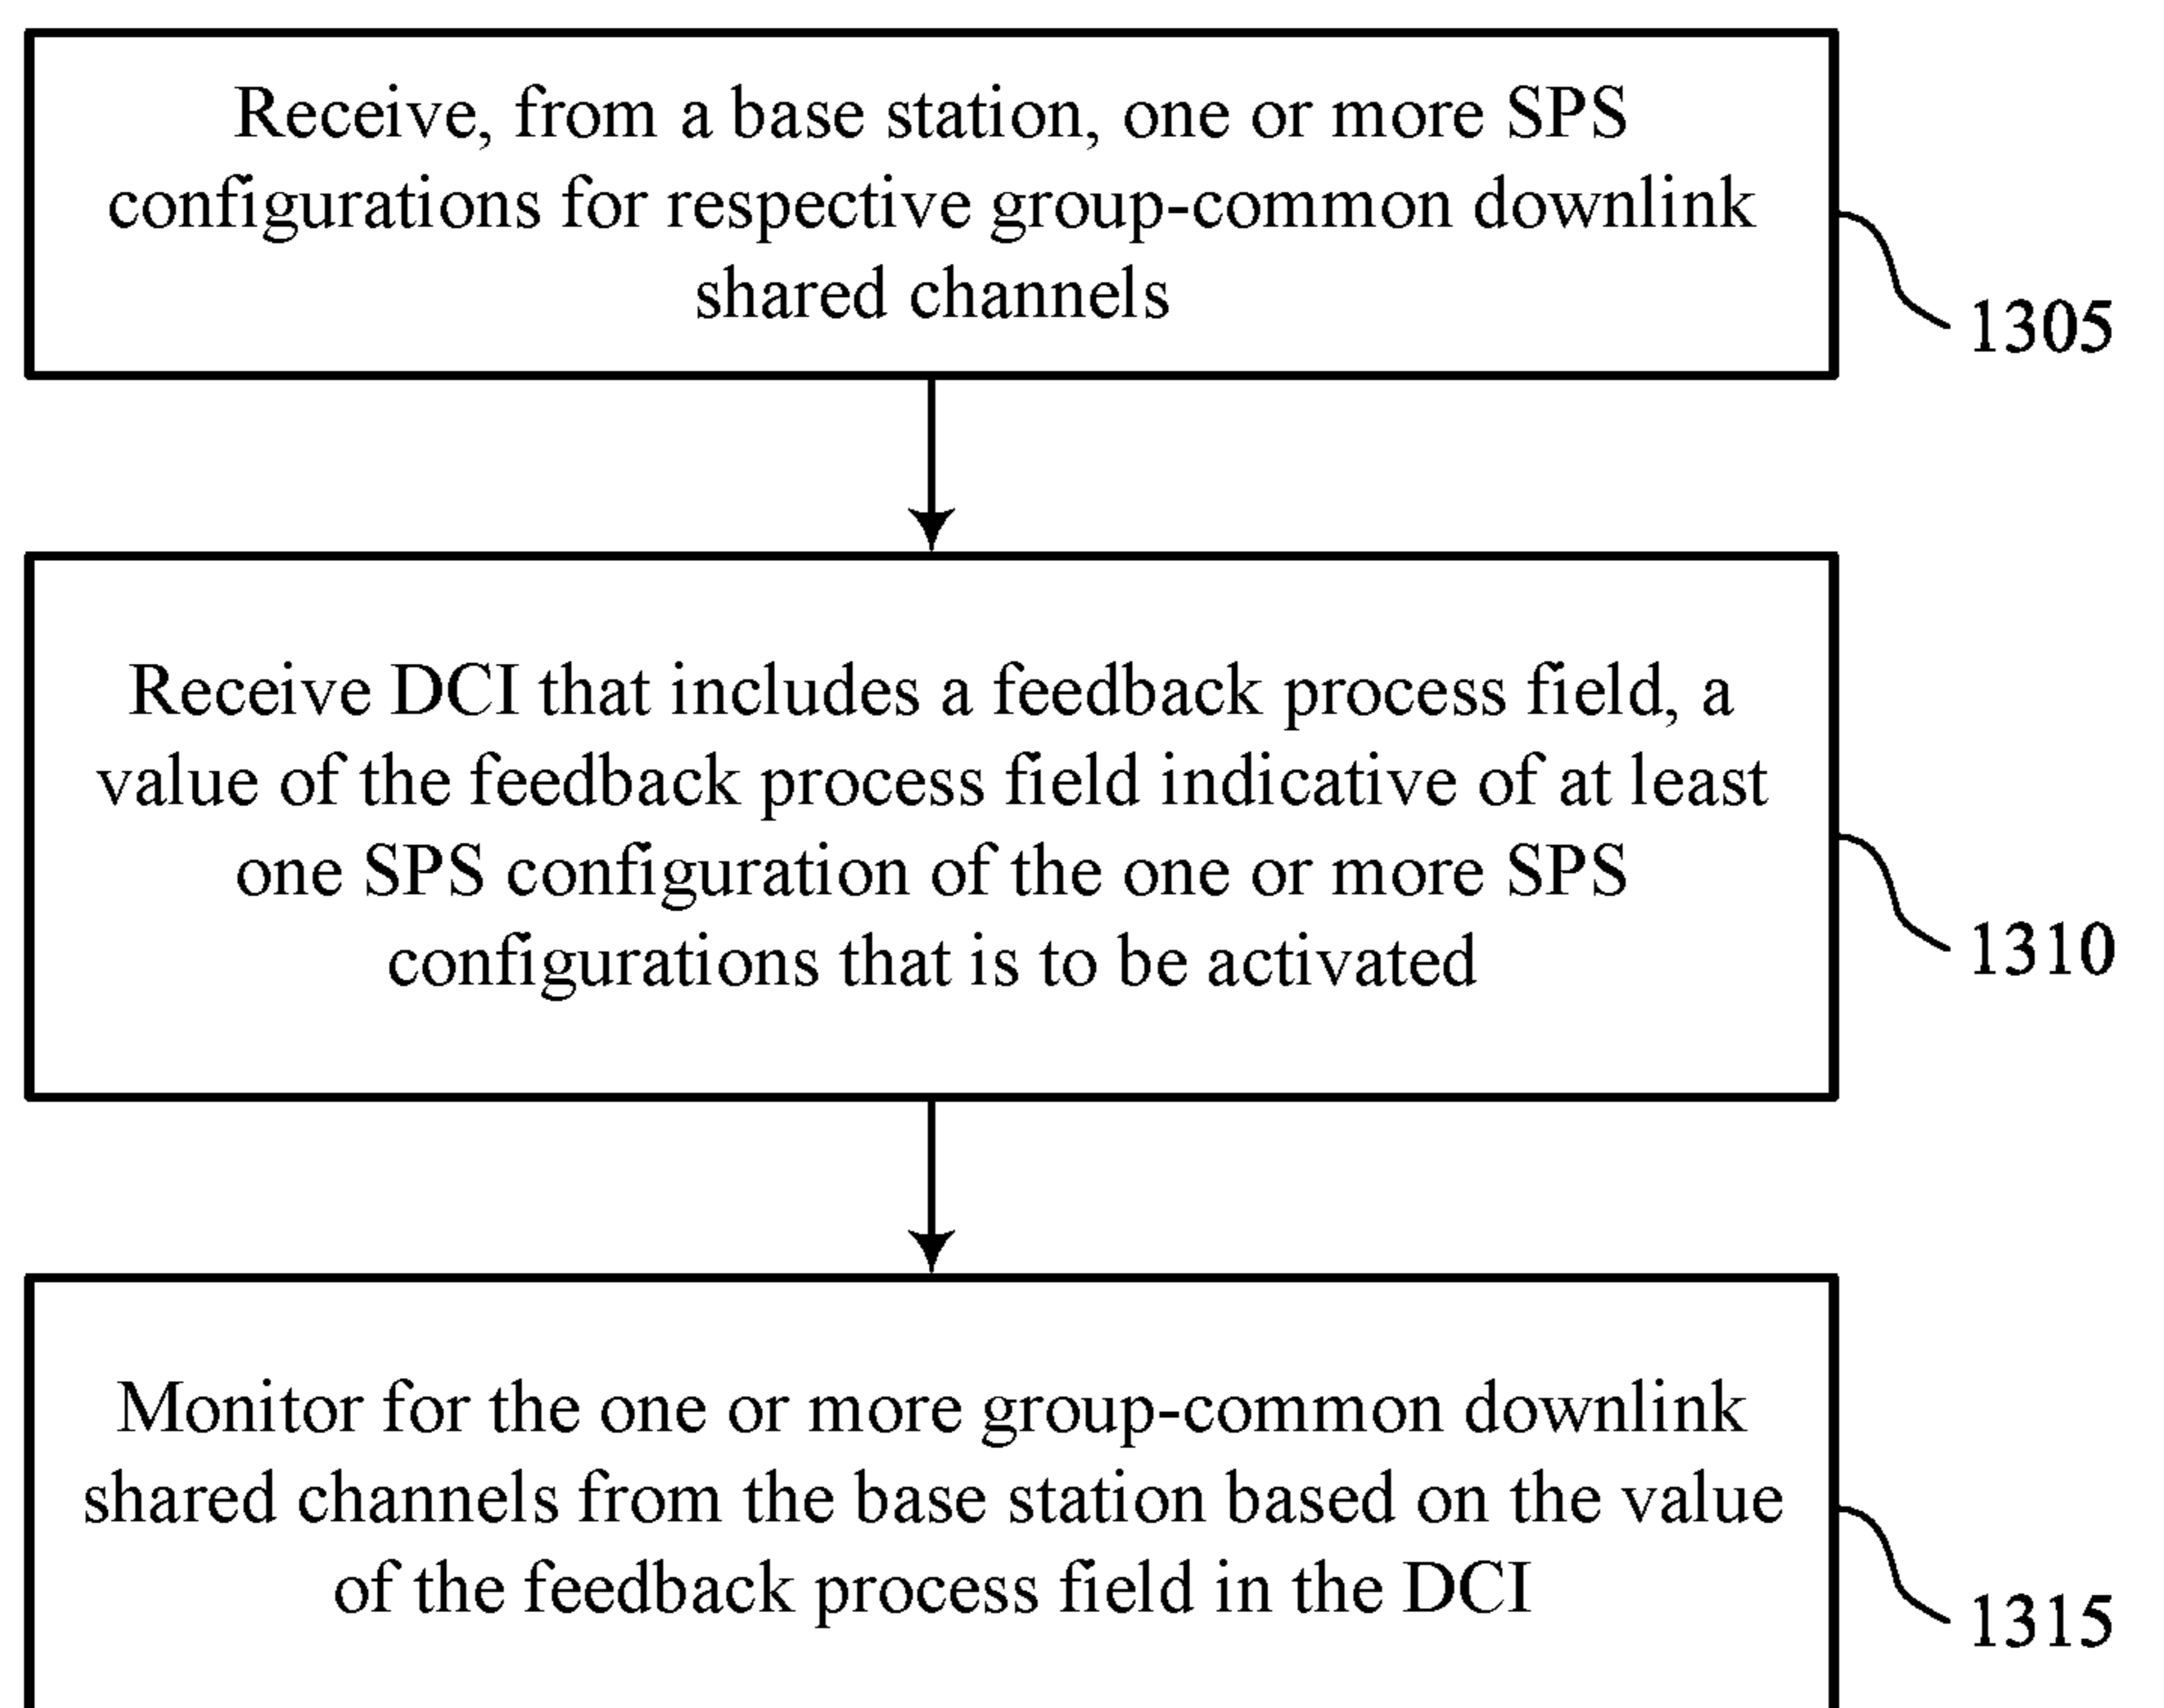 Receive, from a base station, one or more SPS
configurations for respective group-common downlink
shared channels
1305
Receive DCI that includes a feedback process field, a
value of the feedback process field indicative of at least
one SPS configuration of the one or more SPS
configurations that is to be activated
1310
Monitor for the one or more group-common downlink
shared channels from the base station based on the value
of the feedback process field in the DCI
1315